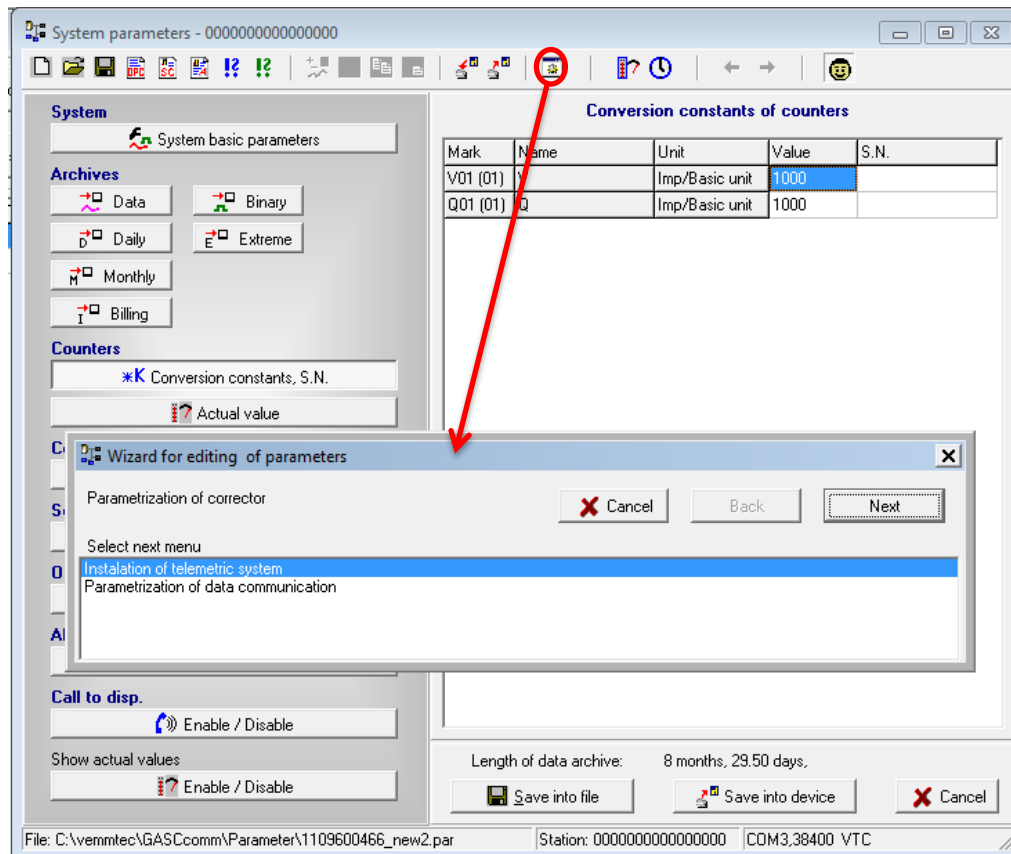 System parameters - 0000000000000000
System
System basic parameters
Archives
Data
Binary
Daily
Extreme
Monthly
Billing
Counters
Conversion constants, S.N.
Actual value
Conversion constants of counters
Mark Name Unit Value S.N.
V01 (01) Imp/Basic unit 1000
Q01 (01) Q Imp/Basic unit 1000
Wizard for editing of parameters
Parametrization of corrector
Cancel
Back
Next
Select next menu
Instalation of telemetric system
Parametrization of data communication
Call to disp.
Enable / Disable
Show actual values
Enable / Disable
Length of data archive: 8 months, 29.50 days,
Save into file
Save into device
Cancel
File: C:\vemmtec\GASCcomm\Parameter\1109600466_new2.par
Station: 0000000000000000
COM3,38400 VTC